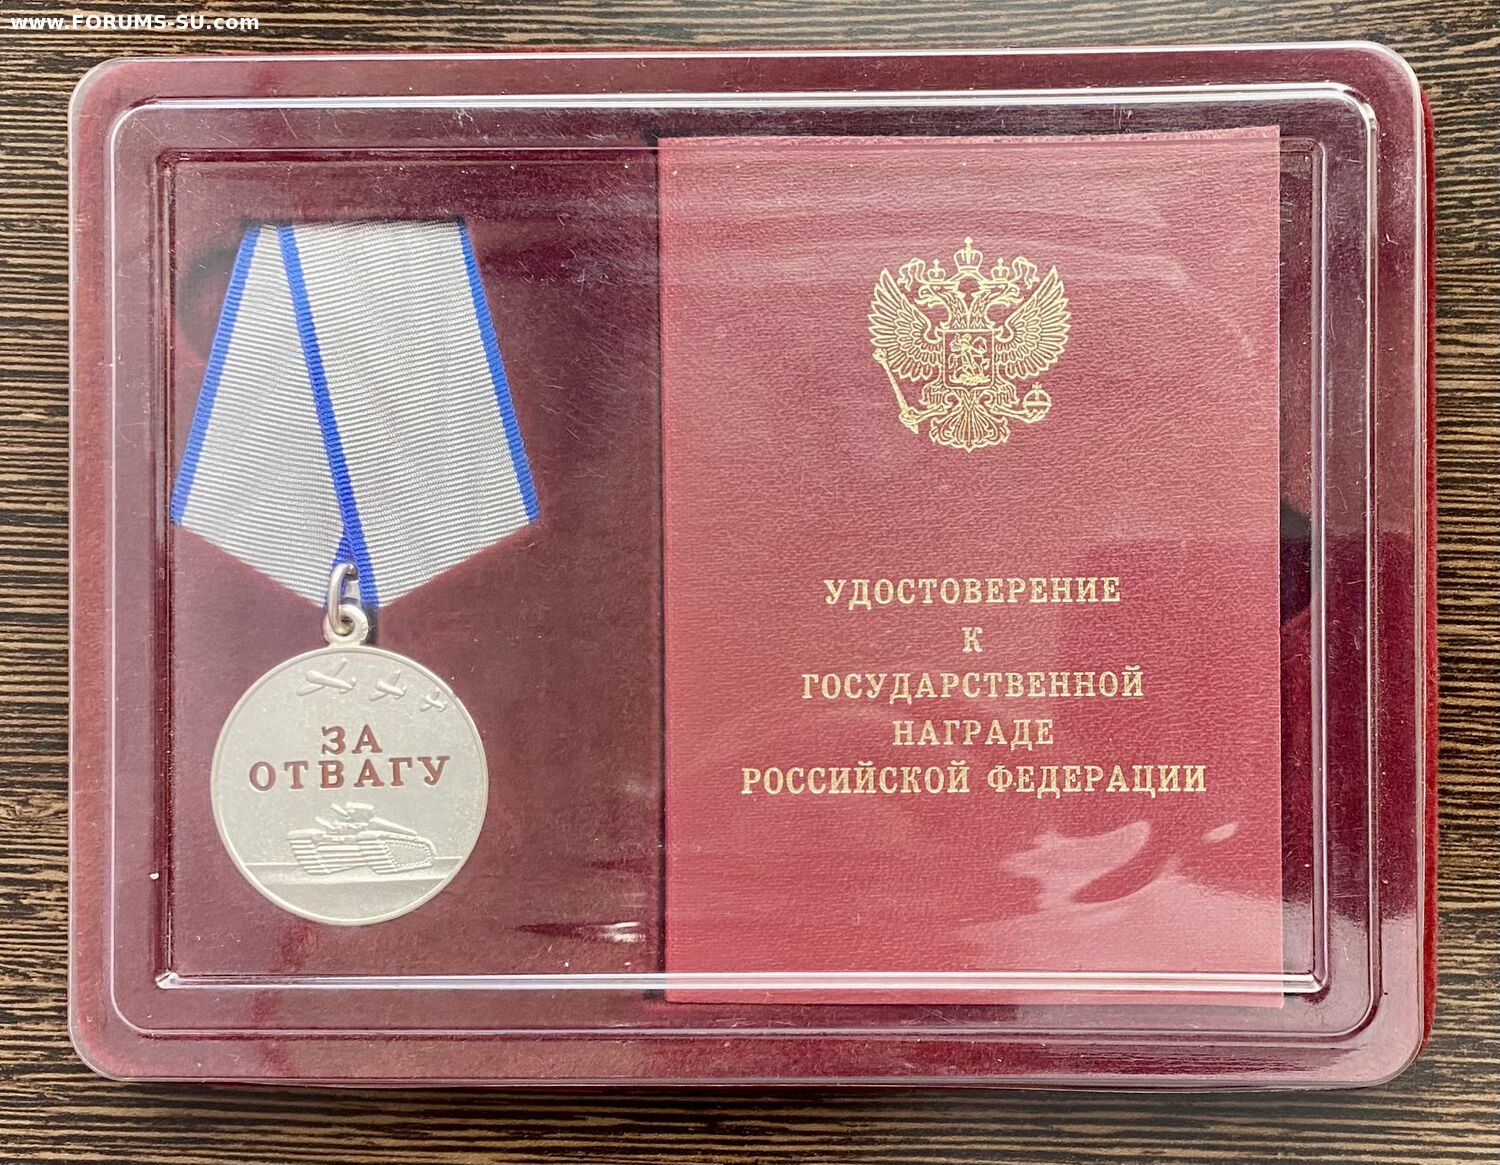 www.FORUMS-SU.com
ЗА
ОТВАГУ
УДОСТОВЕРЕНИЕ
К
ГОСУДАРСТВЕННОЙ
НАГРАДЕ
РОССИЙСКОЙ ФЕДЕРАЦИИ